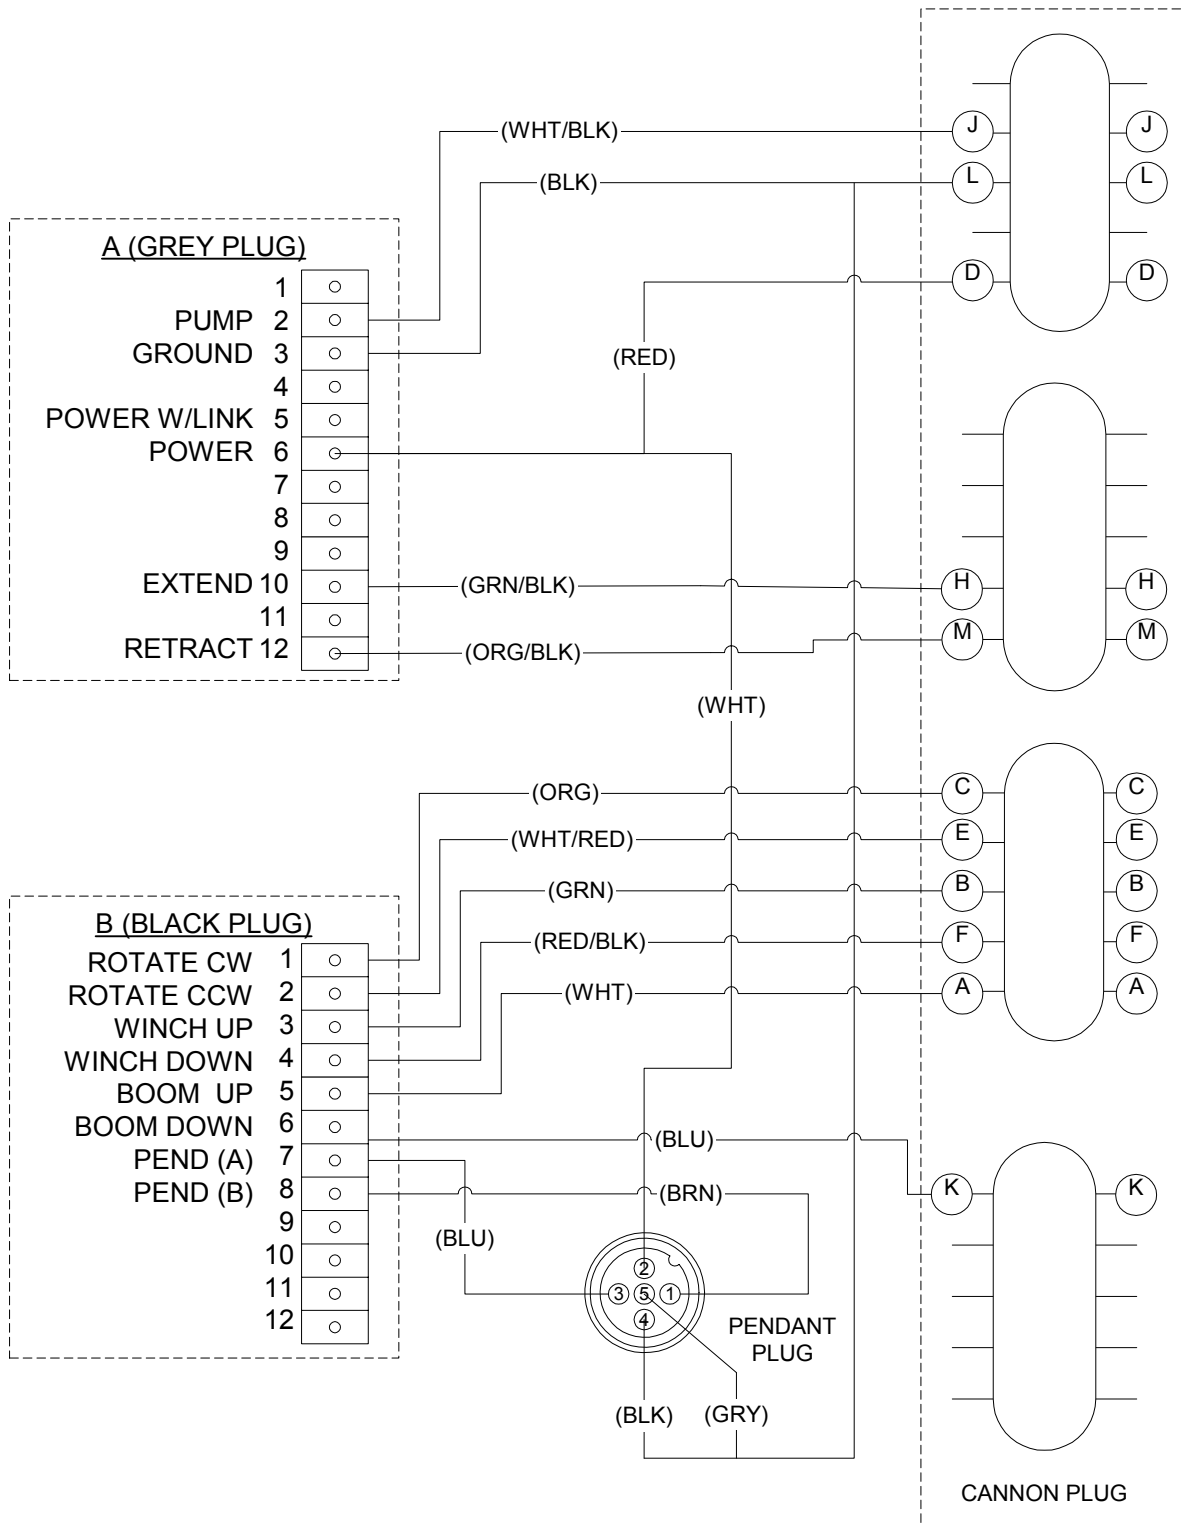 (WHT/BLK)
J
J
(BLK)
L
L
A (GREY PLUG)
D
D
1
PUMP 2
GROUND 3
(RED)
4
POWER W/LINK 5
POWER 6
7
8
9
EXTEND 10
(GRN/BLK)
H
H
11
RETRACT 12
(ORG/BLK)
M
M
(WHT)
(ORG)
C
C
(WHT/RED)
E
E
(GRN)
B
B
B (BLACK PLUG)
(RED/BLK)
F
F
ROTATE CW 1
ROTATE CCW 2
(WHT)
A
A
WINCH UP 3
WINCH DOWN 4
BOOM UP 5
BOOM DOWN 6
(BLU)
PEND (A) 7
PEND (B) 8
(BRN)
K
K
9
(BLU)
10
11
12
2
3
5
1
4
PENDANT
PLUG
(BLK)
(GRY)
CANNON PLUG